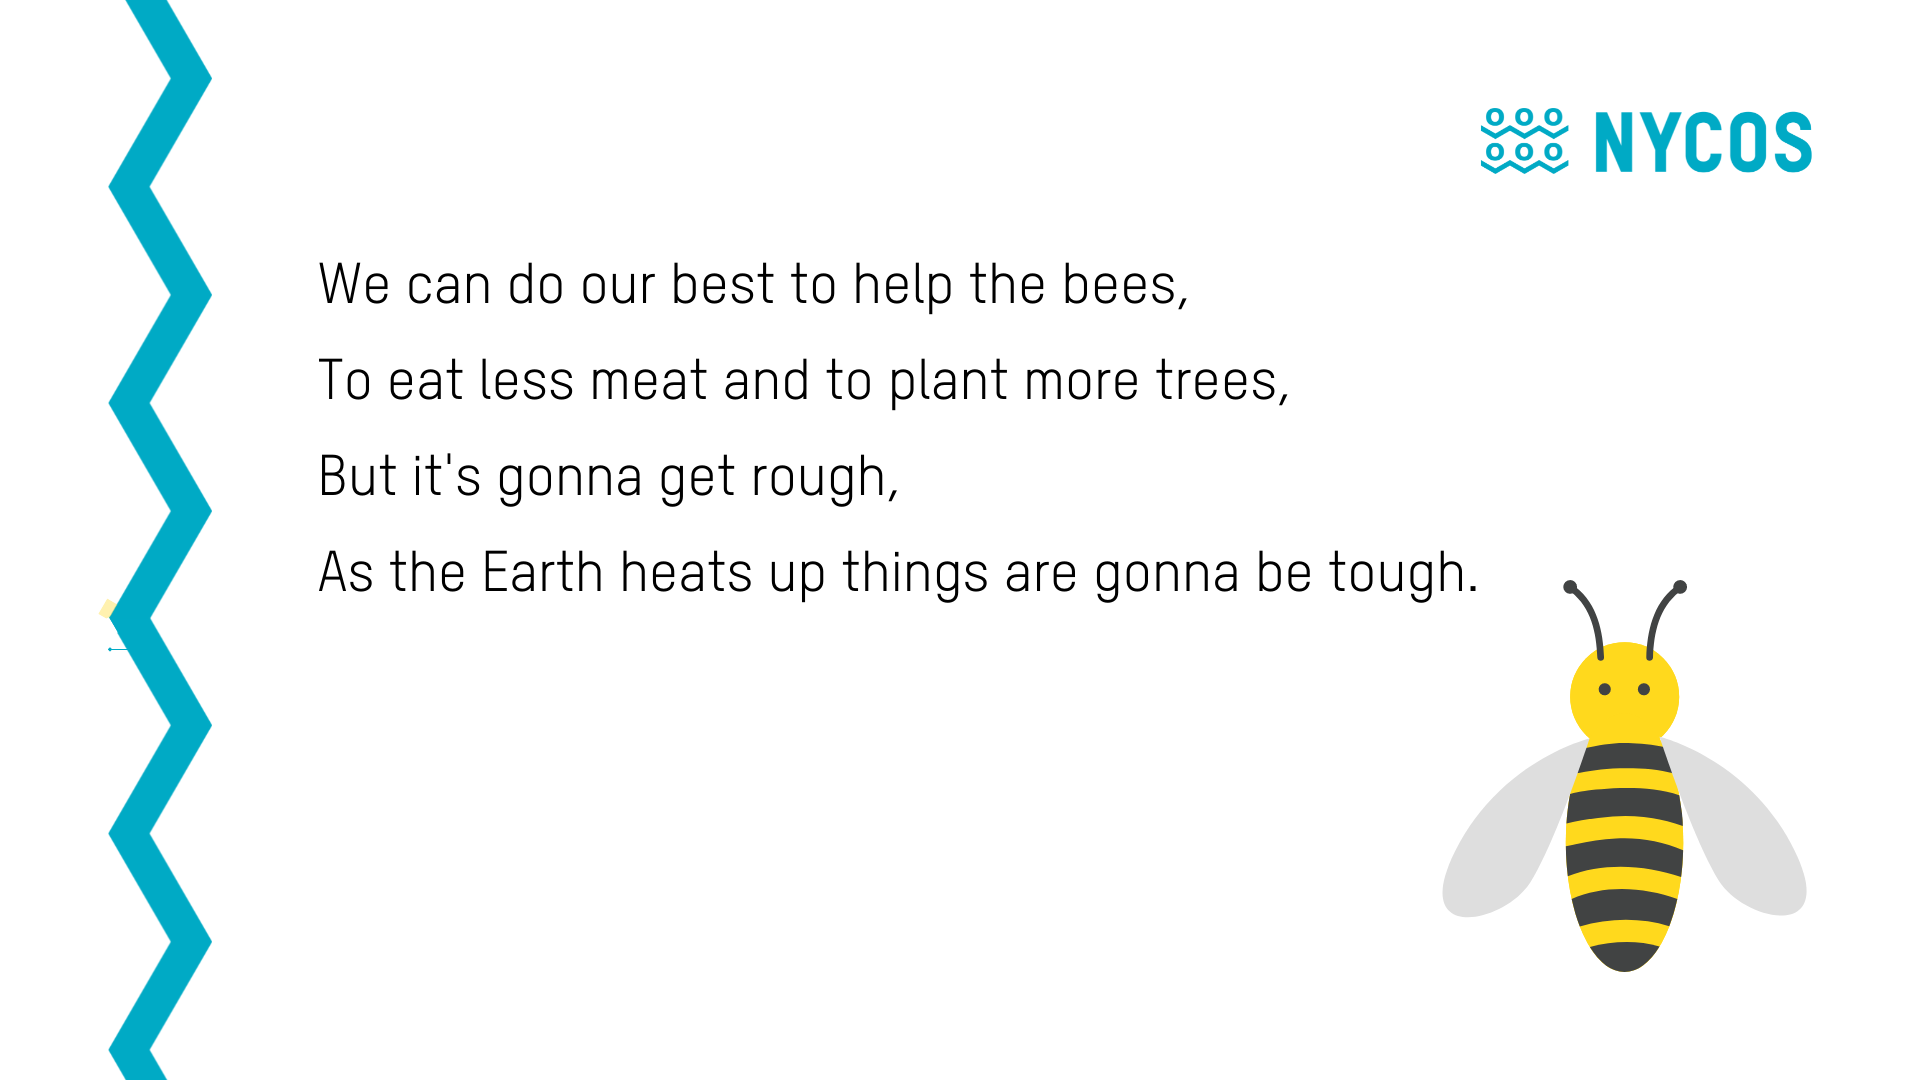 NYCOS
We can do our best to help the bees,
To eat less meat and to plant more trees,
But it's gonna get rough,
As the Earth heats up things are gonna be tough.